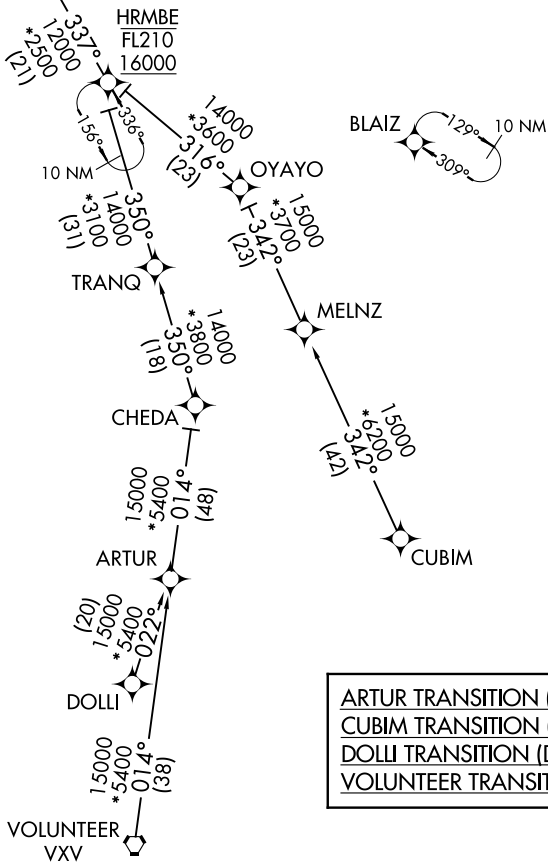 HRMBE
FL210
16000
337°
12000
*2500
(21)
156°
336°
10 NM
14000
*3600
316°
(23)
BLAIZ
129°
309°
10 NM
OYAYO
350°
14000
*3100
(31)
15000
*3700
342°
(23)
TRANQ
MELNZ
14000
*3800
350°
(18)
CHEDA
15000
*6200
342°
(42)
15000
*5400
014°
(48)
CUBIM
ARTUR
(20)
15000
*5400
022°
DOLLI
15000
*5400
014°
(38)
VOLUNTEER
VXV
ARTUR TRANSITION (
CUBIM TRANSITION (
DOLLI TRANSITION (D
VOLUNTEER TRANSIT